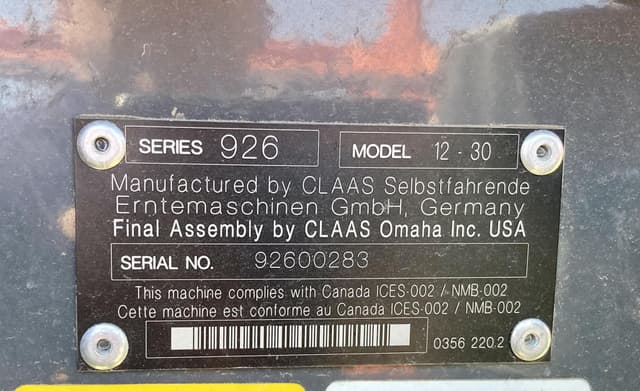 SERIES 926 MODEL 12 - 30
Manufactured by CLAAS Selbstfahrende
Erntemaschinen GmbH, Germany
Final Assembly by CLAAS Omaha Inc. USA
SERIAL NO. 92600283
This machine complies with Canada ICES-002 / NMB-002
Cette machine est conforme au Canada ICES-002 / NMB-002
0356 220.2